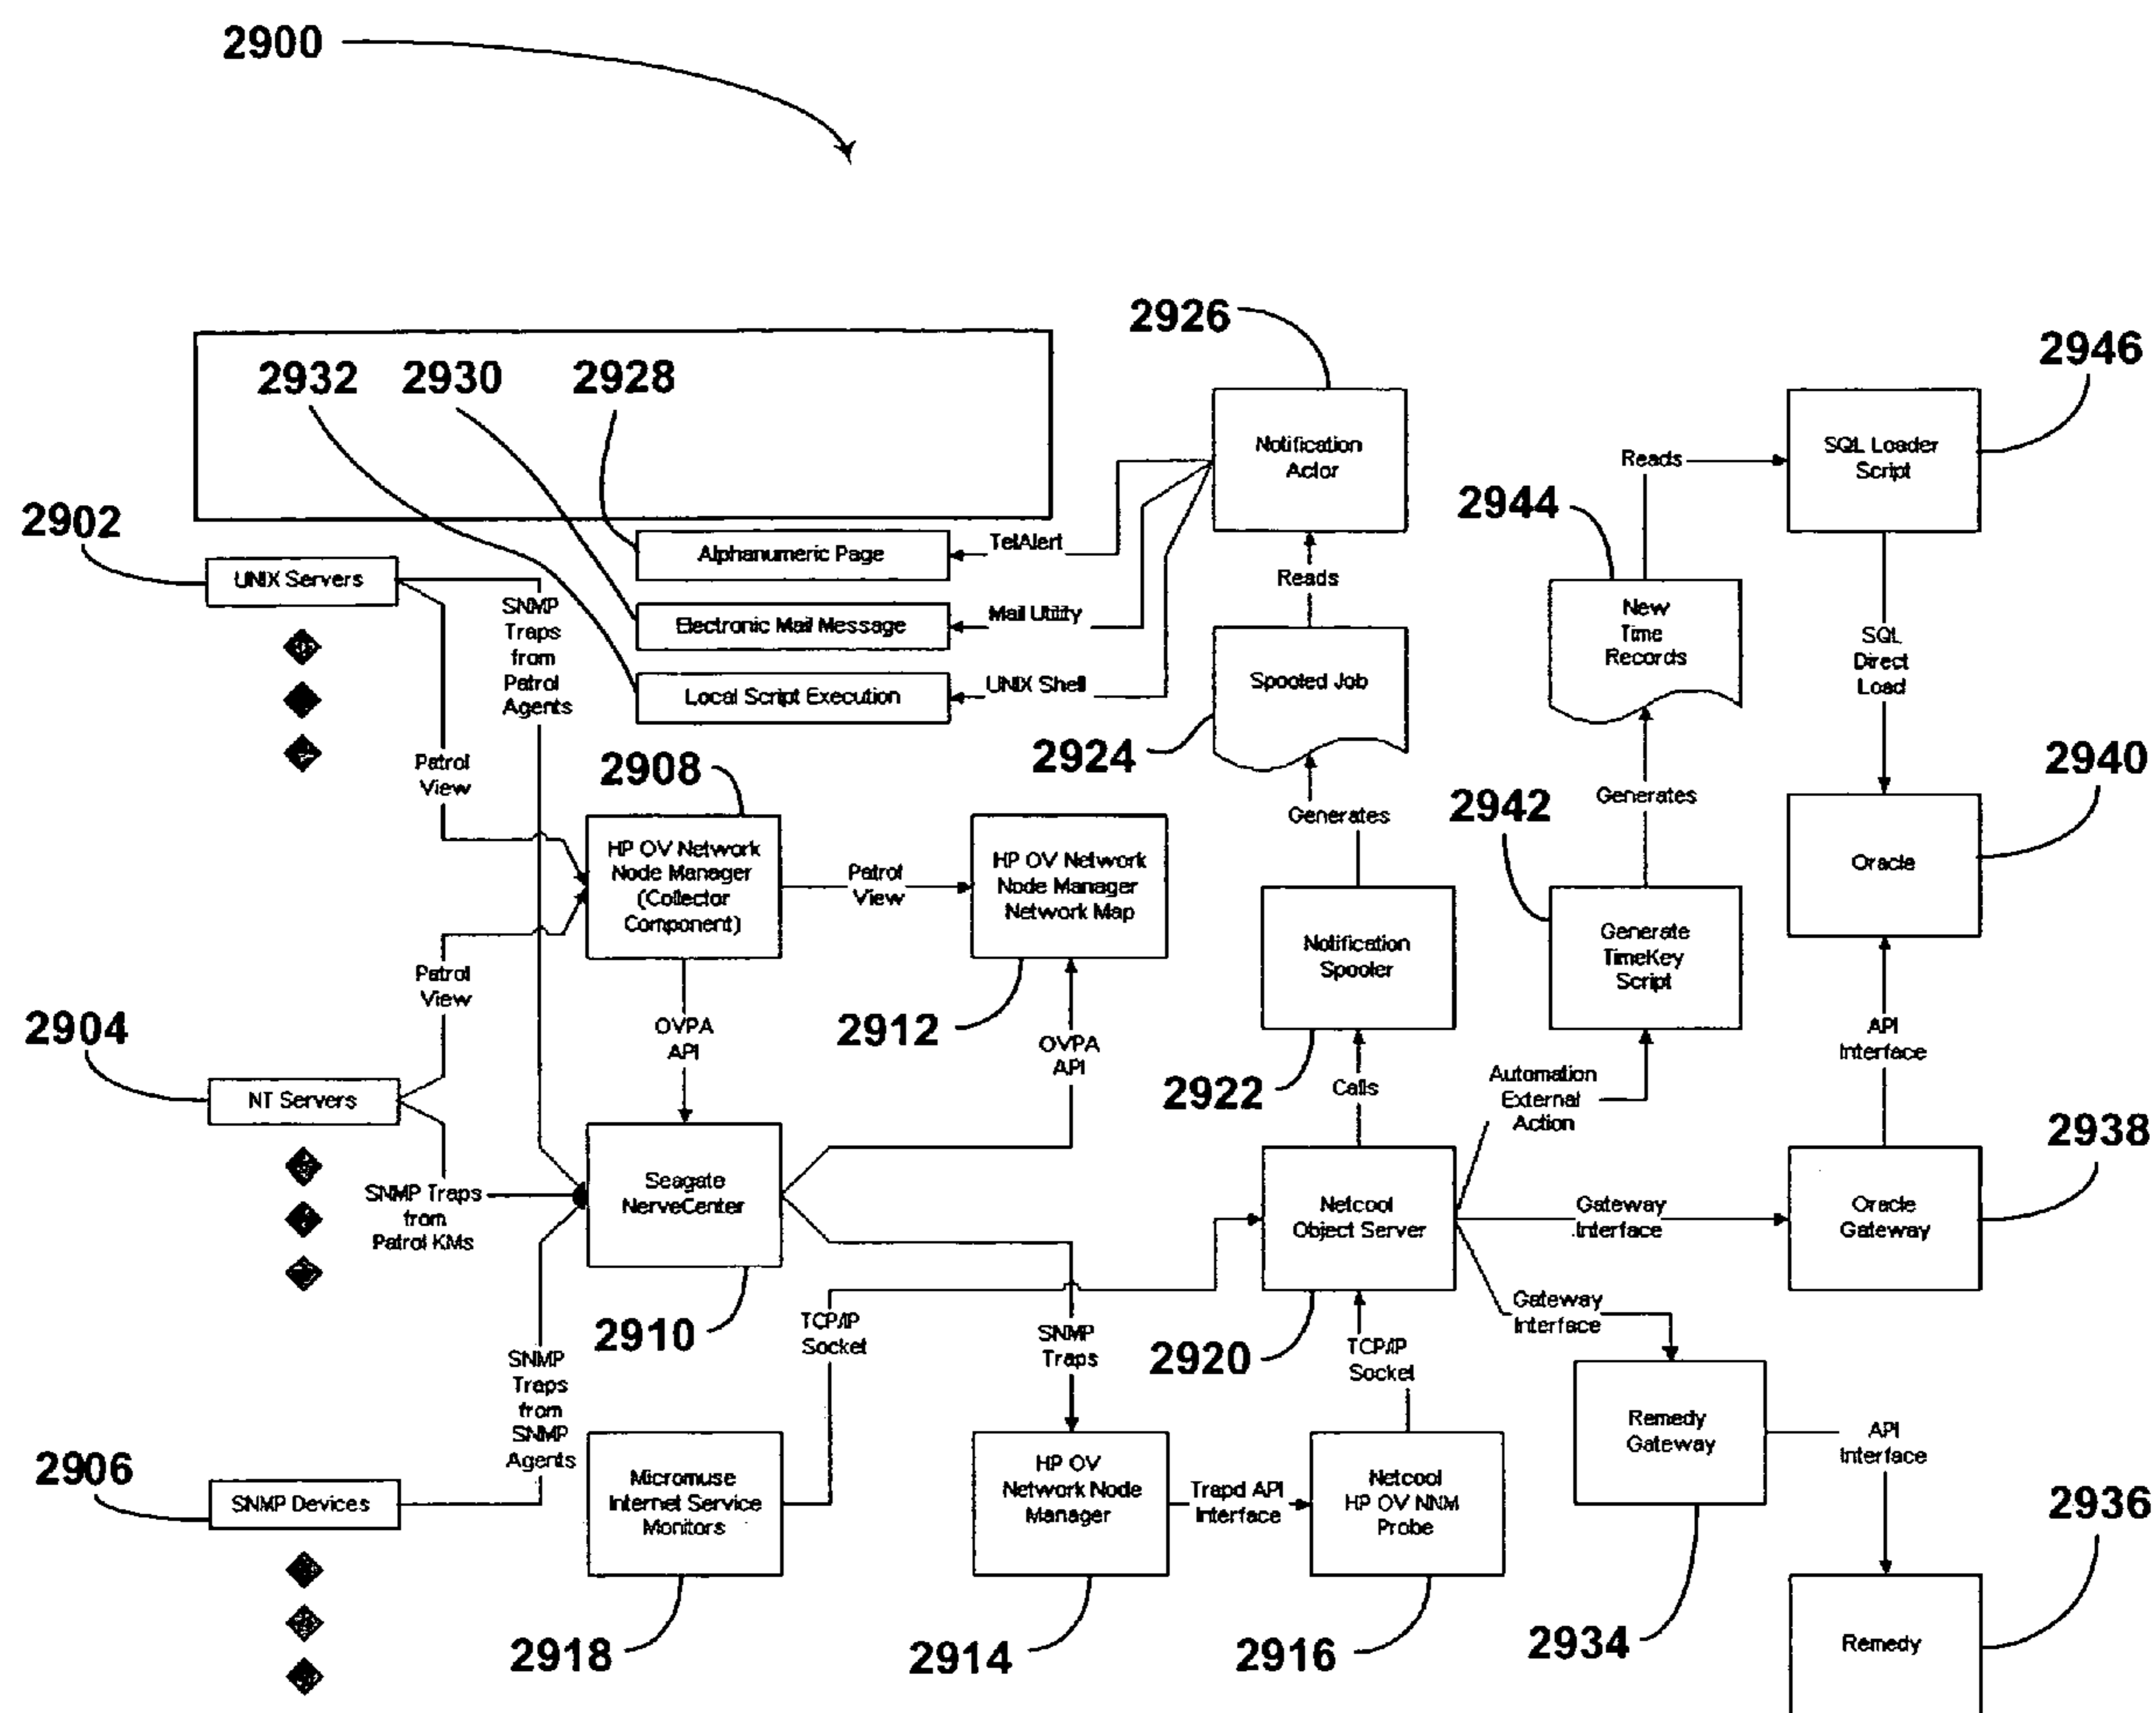 2900
2926
2946
2932 2930 2928
Notification
Actor
SQL Loader
Script
Reads
2944
2902
TelAlert
Alphanumeric Page
UNIX Servers
Reads
SNMP
Traps
from
Patrol
Agents
New
Time
Records
Mail Utility
Electronic Mail Message
SQL
Direct
Load
UNIX Shell
Local Script Execution
Spooled Job
2924
2908
Patrol
View
2940
Generates
2942
Generates
HP OV Network
Node Manager
(Collector
Component)
Patrol
View
HP OV Network
Node Manager
Network Map
Oracle
Notification
Spooler
Generate
TimeKey
Script
Patrol
View
2904
OVPA
API
2912
OVPA
API
API
Interface
2922
Calls
Automation
External
Action
NT Servers
2938
SNMP Traps
from
Patrol KMs
Seagate
NerveCenter
Netcool
Object Server
Gateway
Interface
Oracle
Gateway
2910
TCP/IP
Socket
SNMP
Traps
2920
TCP/IP
Socket
Gateway
Interface
SNMP
Traps
from
SNMP
Agents
Remedy
Gateway
API
Interface
2906
SNMP Devices
Micromuse
Internet Service
Monitors
HP OV
Network Node
Manager
Trapd API
Interface
Netcool
HP OV NNM
Probe
2936
2918
2914
2916
2934
Remedy